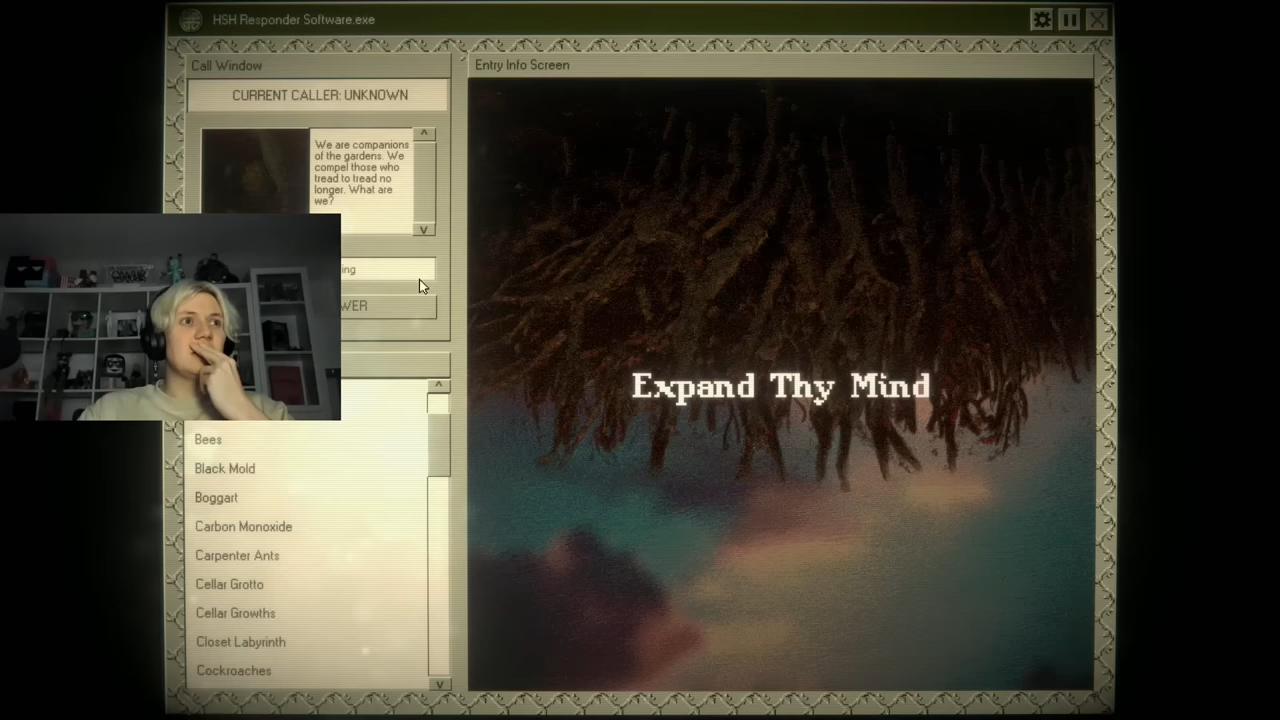 HSH Responder Software.exe
Call Window
CURRENT CALLER: UNKNOWN
We are companions
of the gardens. We
compel those who
tread to tread no
longer. What are
we?
Entry Info Screen
Expand Thy Mind
Bees
Black Mold
Boggart
Carbon Monoxide
Carpenter Ants
Cellar Grotto
Cellar Growths
Closet Labyrinth
Cockroaches